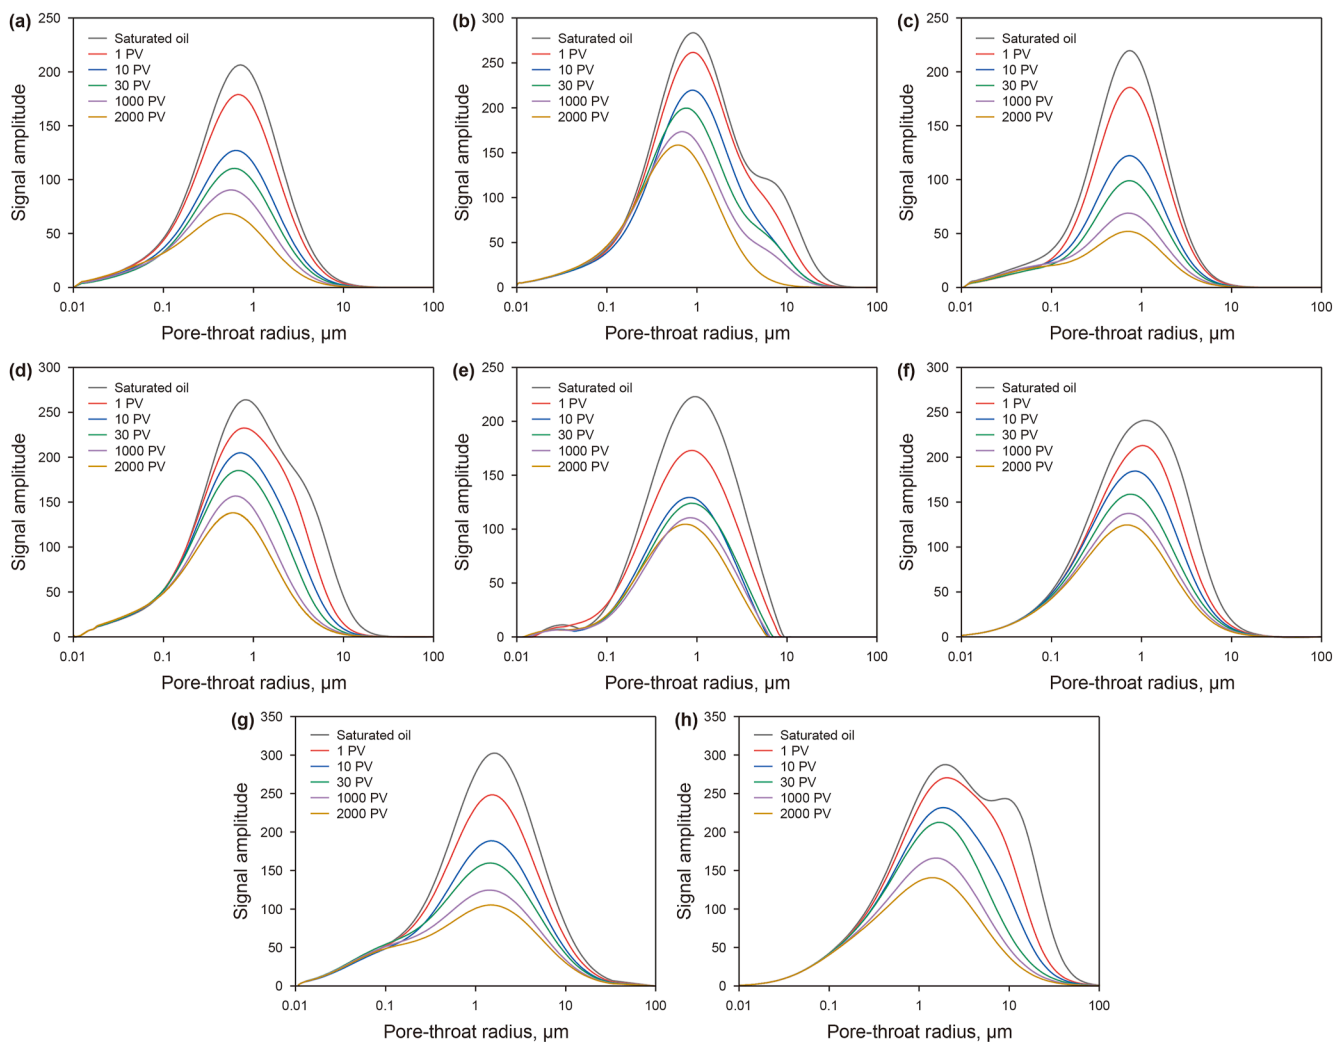 (a)
250
200
150
100
50
0
Signal amplitude
Saturated oil
1 PV
10 PV
30 PV
1000 PV
2000 PV
0.01 0.1 1 10 100
Pore-throat radius, µm
(b)
300
250
200
150
100
50
0
Signal amplitude
Saturated oil
1 PV
10 PV
30 PV
1000 PV
2000 PV
0.01 0.1 1 10 100
Pore-throat radius, µm
(c)
250
200
150
100
50
0
Signal amplitude
Saturated oil
1 PV
10 PV
30 PV
1000 PV
2000 PV
0.01 0.1 1 10 100
Pore-throat radius, µm
(d)
300
250
200
150
100
50
0
Signal amplitude
Saturated oil
1 PV
10 PV
30 PV
1000 PV
2000 PV
0.01 0.1 1 10 100
Pore-throat radius, µm
(e)
250
200
150
100
50
0
Signal amplitude
Saturated oil
1 PV
10 PV
30 PV
1000 PV
2000 PV
0.01 0.1 1 10 100
Pore-throat radius, µm
(f)
300
250
200
150
100
50
0
Signal amplitude
Saturated oil
1 PV
10 PV
30 PV
1000 PV
2000 PV
0.01 0.1 1 10 100
Pore-throat radius, µm
(g)
350
300
250
200
150
100
50
0
Signal amplitude
Saturated oil
1 PV
10 PV
30 PV
1000 PV
2000 PV
0.01 0.1 1 10 100
Pore-throat radius, µm
(h)
350
300
250
200
150
100
50
0
Signal amplitude
Saturated oil
1 PV
10 PV
30 PV
1000 PV
2000 PV
0.01 0.1 1 10 100
Pore-throat radius, µm